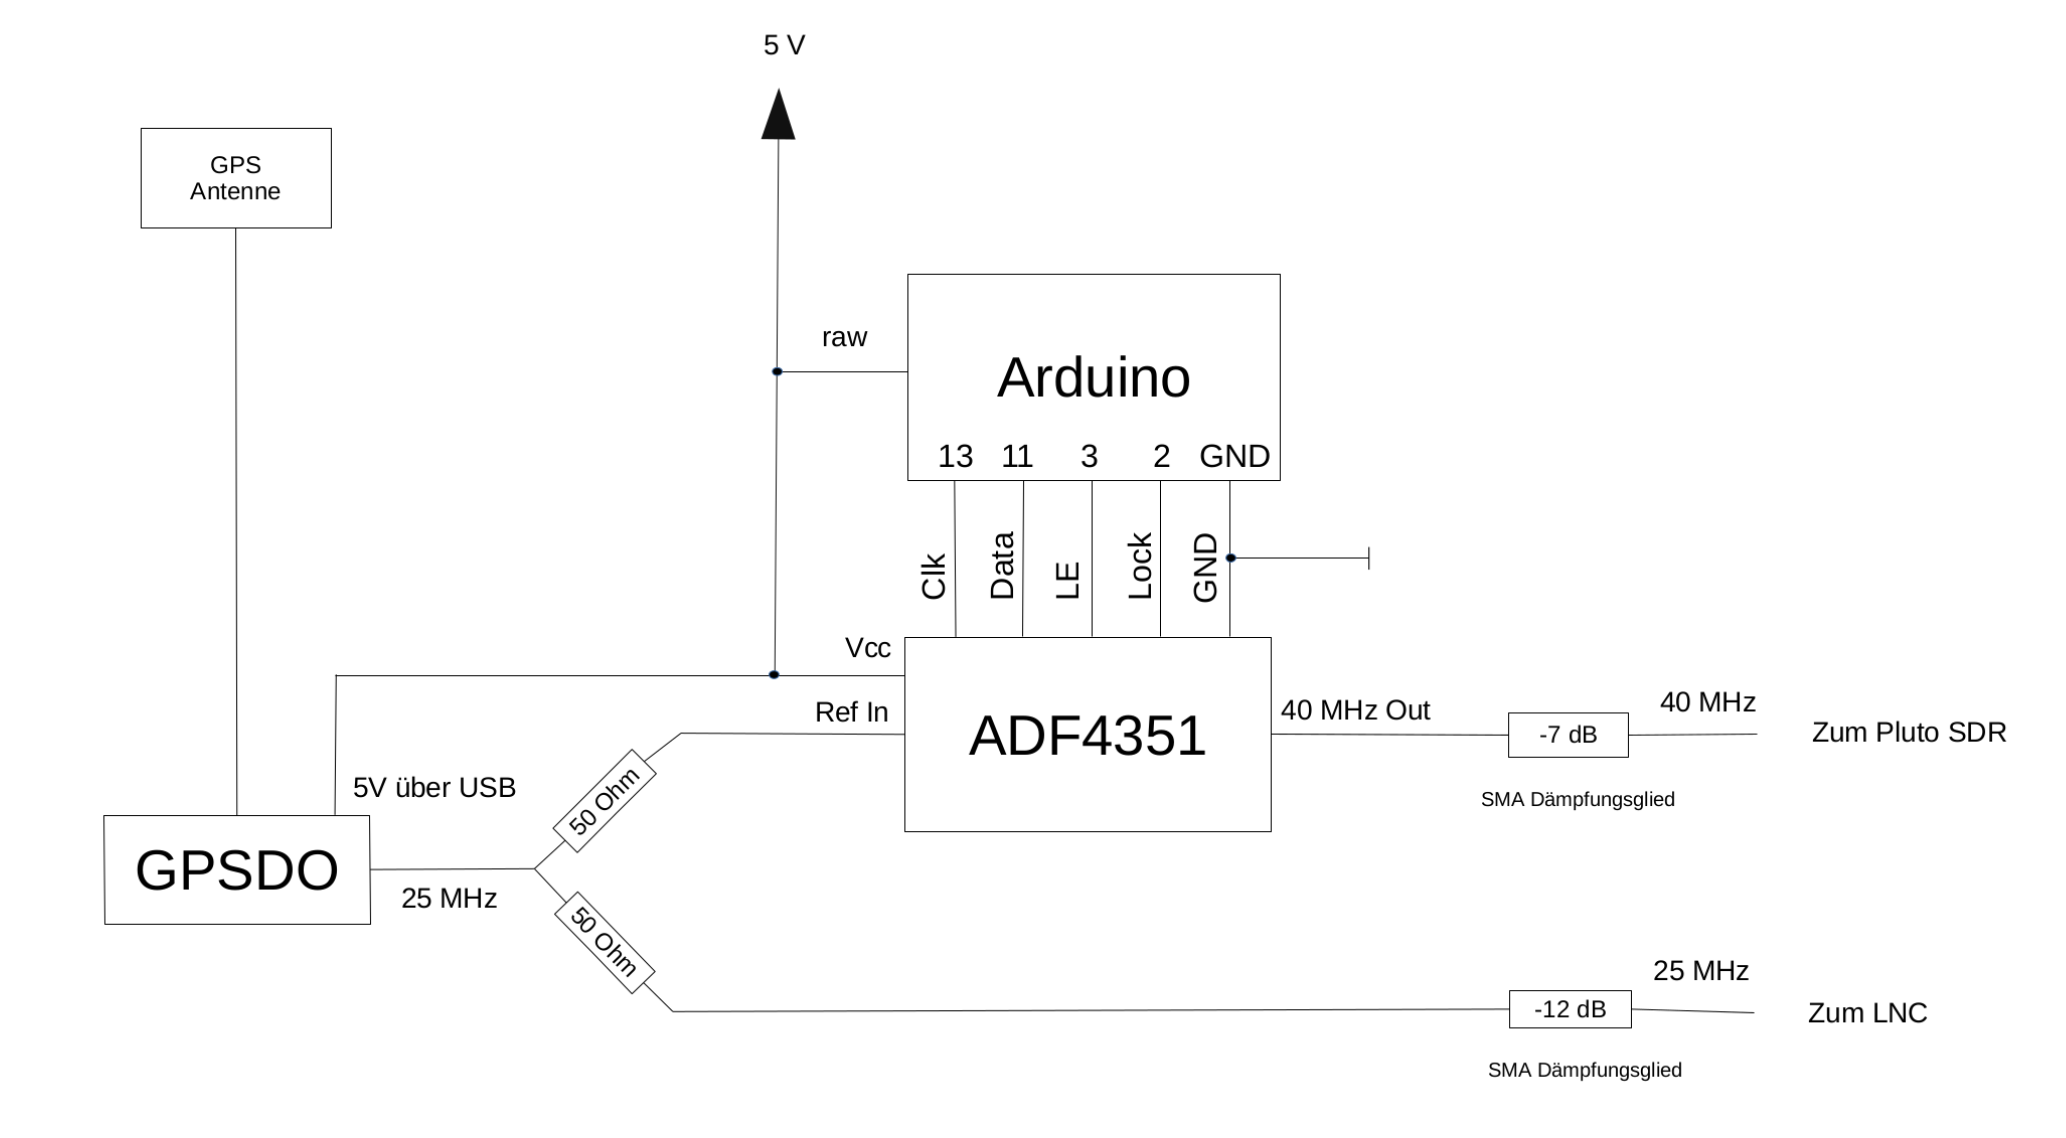 5 V
GPS
Antenne
raw
Arduino
13 11 3 2 GND
Clk
Data
LE
Lock
GND
Vcc
Ref In
ADF4351
40 MHz Out
-7 dB
40 MHz
Zum Pluto SDR
SMA Dämpfungsglied
5V über USB
50 Ohm
GPSDO
25 MHz
50 Ohm
25 MHz
-12 dB
Zum LNC
SMA Dämpfungsglied